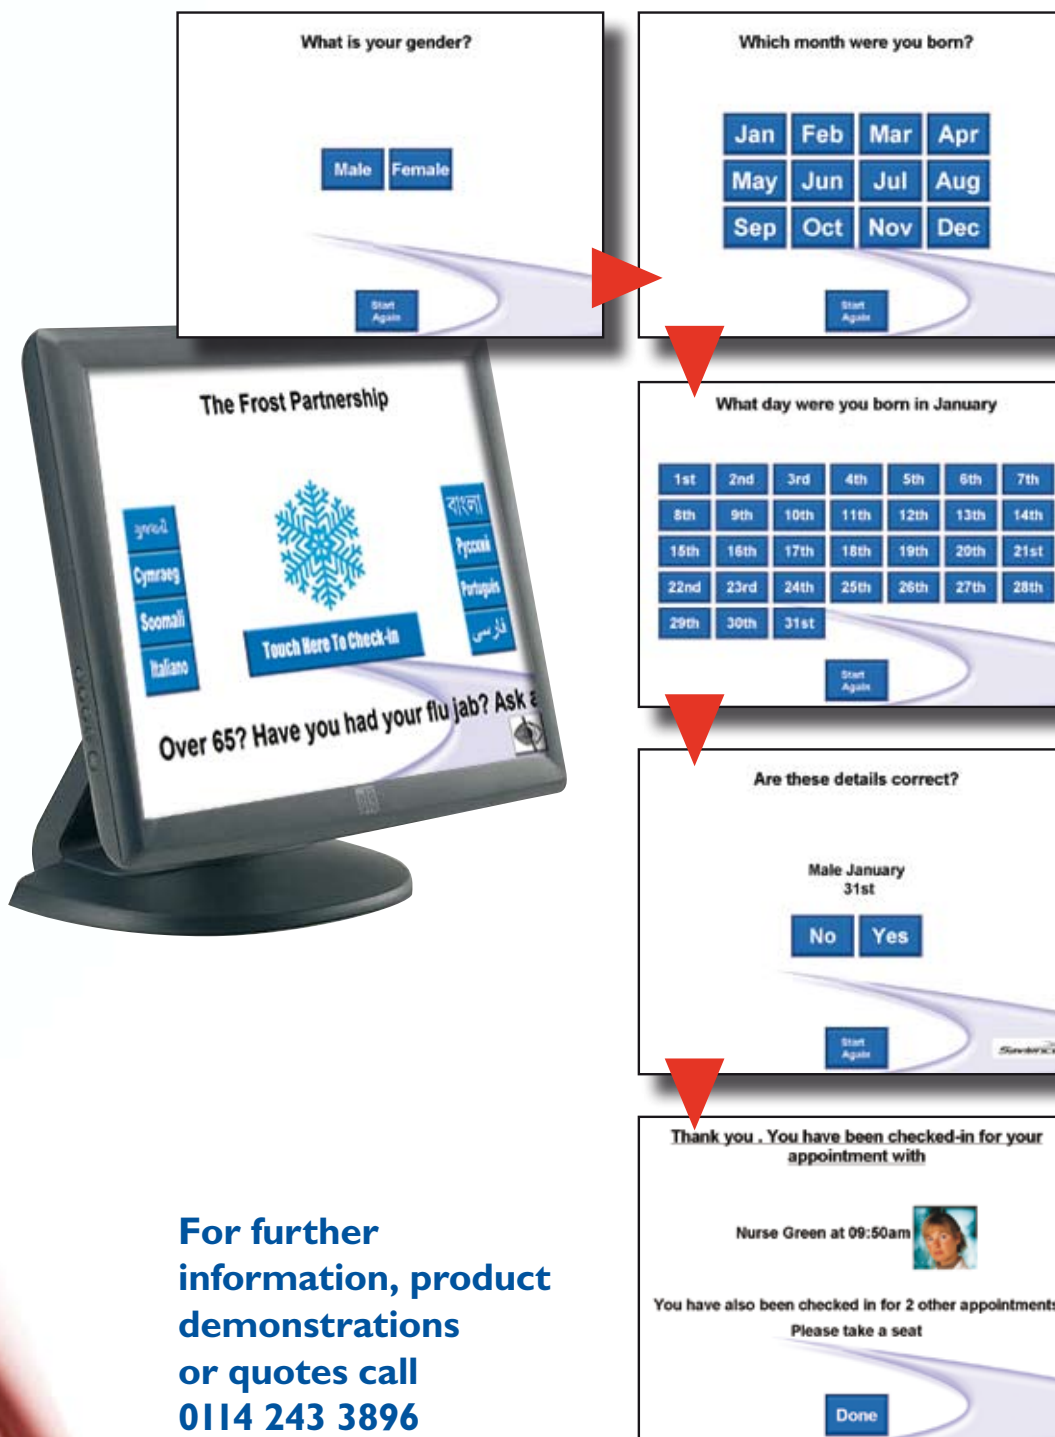 What is your gender?
Male Female
Start
Again
Which month were you born?
Jan Feb Mar Apr
May Jun Jul Aug
Sep Oct Nov Dec
Start
Again
The Frost Partnership
ગુજરાતી
Cymraeg
Soomali
Italiano
বাংলা
Русский
Português
فارسی
Touch Here To Check-in
Over 65? Have you had your flu jab? Ask a
What day were you born in January
1st 2nd 3rd 4th 5th 6th 7th
8th 9th 10th 11th 12th 13th 14th
15th 16th 17th 18th 19th 20th 21st
22nd 23rd 24th 25th 26th 27th 28th
29th 30th 31st
Start
Again
Are these details correct?
Male January
31st
No Yes
Start
Again
Thank you . You have been checked-in for your
appointment with
Nurse Green at 09:50am
You have also been checked in for 2 other appointments
Please take a seat
Done
For further
information, product
demonstrations
or quotes call
0114 243 3896